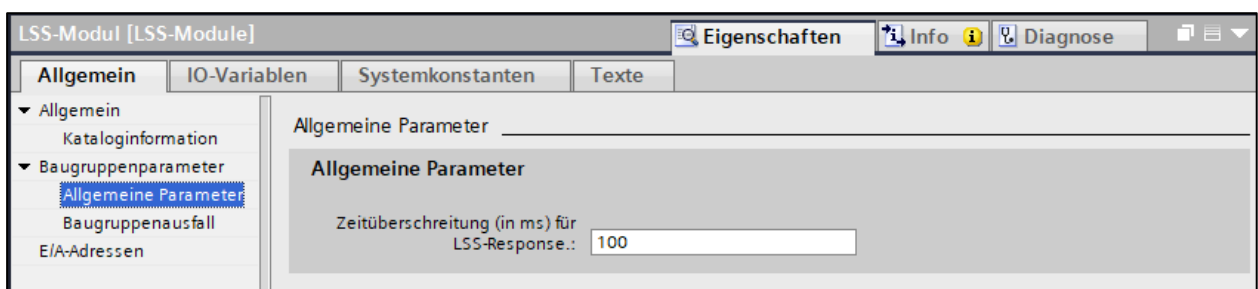 LSS-Modul [LSS-Module]
Eigenschaften
Info
Diagnose
Allgemein
IO-Variablen
Systemkonstanten
Texte
Allgemein
Kataloginformation
Baugruppenparameter
Allgemeine Parameter
Baugruppenausfall
E/A-Adressen
Allgemeine Parameter
Allgemeine Parameter
Zeitüberschreitung (in ms) für
LSS-Response.: 100